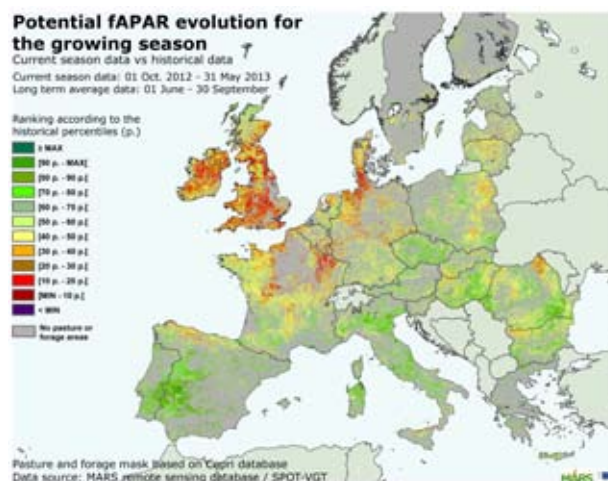 Potential fAPAR evolution for
the growing season
Current season data vs historical data
Current season data: 01 Oct. 2012 - 31 May 2013
Long term average data: 01 June - 30 September
Ranking according to the
historical percentiles (p.)
≥ MAX
[90 p. - MAX[
[80 p. - 90 p.[
[70 p. - 80 p.[
[60 p. - 70 p.[
[50 p. - 60 p.[
[40 p. - 50 p.[
[30 p. - 40 p.[
[20 p. - 30 p.[
[10 p. - 20 p.[
[MIN - 10 p.[
< MIN
No pasture or
forage areas
Pasture and forage mask based on Capri database
Data source: MARS remote sensing database / SPOT-VGT
MARS